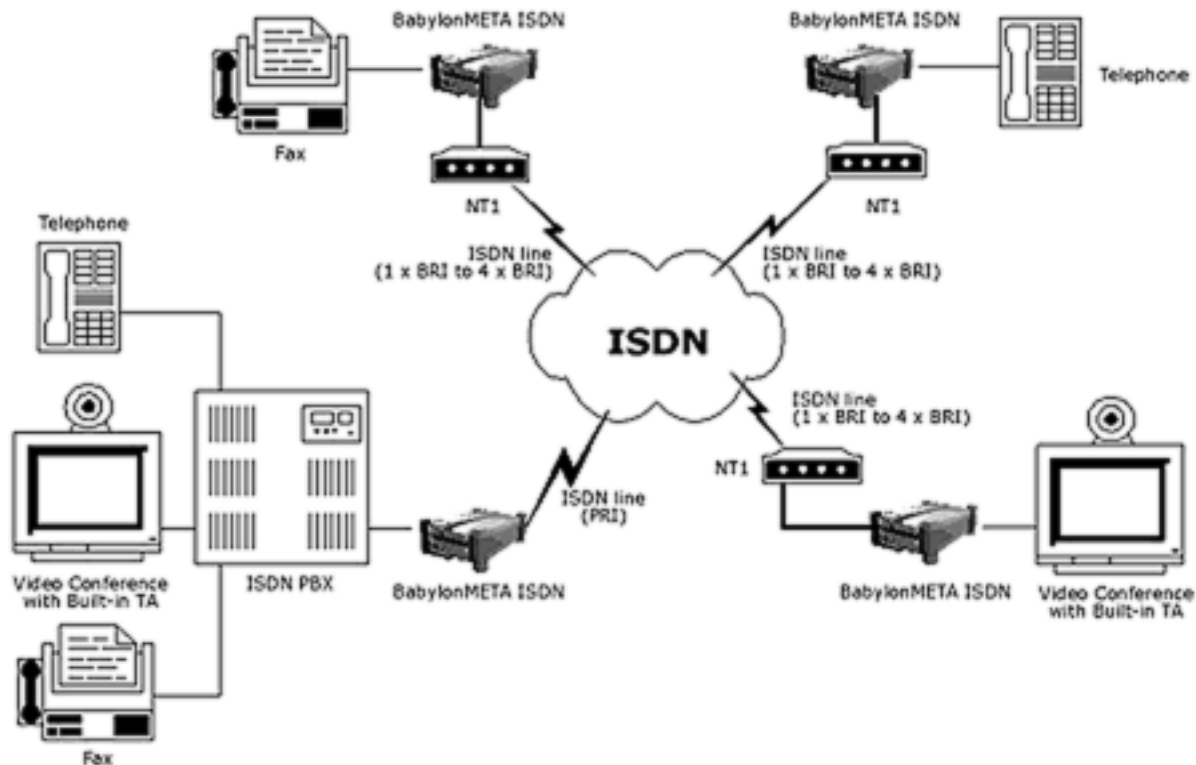 BabylonMETA ISDN
BabylonMETA ISDN
Telephone
Fax
NT1
NT1
Telephone
ISDN line
(1 x BRI to 4 x BRI)
ISDN line
(1 x BRI to 4 x BRI)
ISDN
ISDN line
(1 x BRI to 4 x BRI)
NT1
ISDN line
(PRI)
Video Conference
with Built-in TA
ISDN PBX
BabylonMETA ISDN
BabylonMETA ISDN
Video Conference
with Built-in TA
Fax